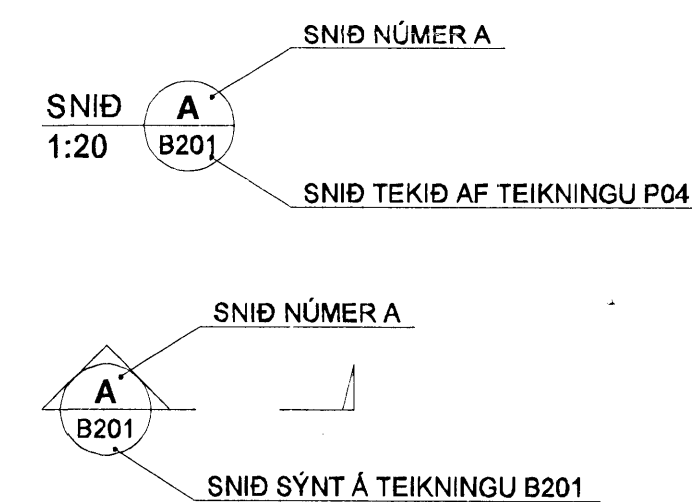 SNIÐ NÚMER A
SNIÐ
A
1:20
B201
SNIÐ TEKIÐ AF TEIKNINGU P04
SNIÐ NÚMER A
A
B201
SNIÐ SÝNT Á TEIKNINGU B201